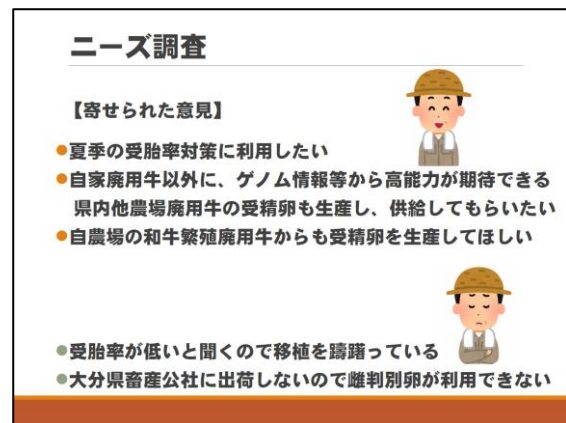 ニーズ調査
【寄せられた意見】
●夏季の受胎率対策に利用したい
●自家廃用牛以外に、ゲノム情報等から高能力が期待できる
県内他農場廃用牛の受精卵も生産し、供給してもらいたい
●自農場の和牛繁殖廃用牛からも受精卵を生産してほしい
●受胎率が低いと聞くので移植を躊躇っている
●大分県畜産公社に出荷しないので雌判別卵が利用できない